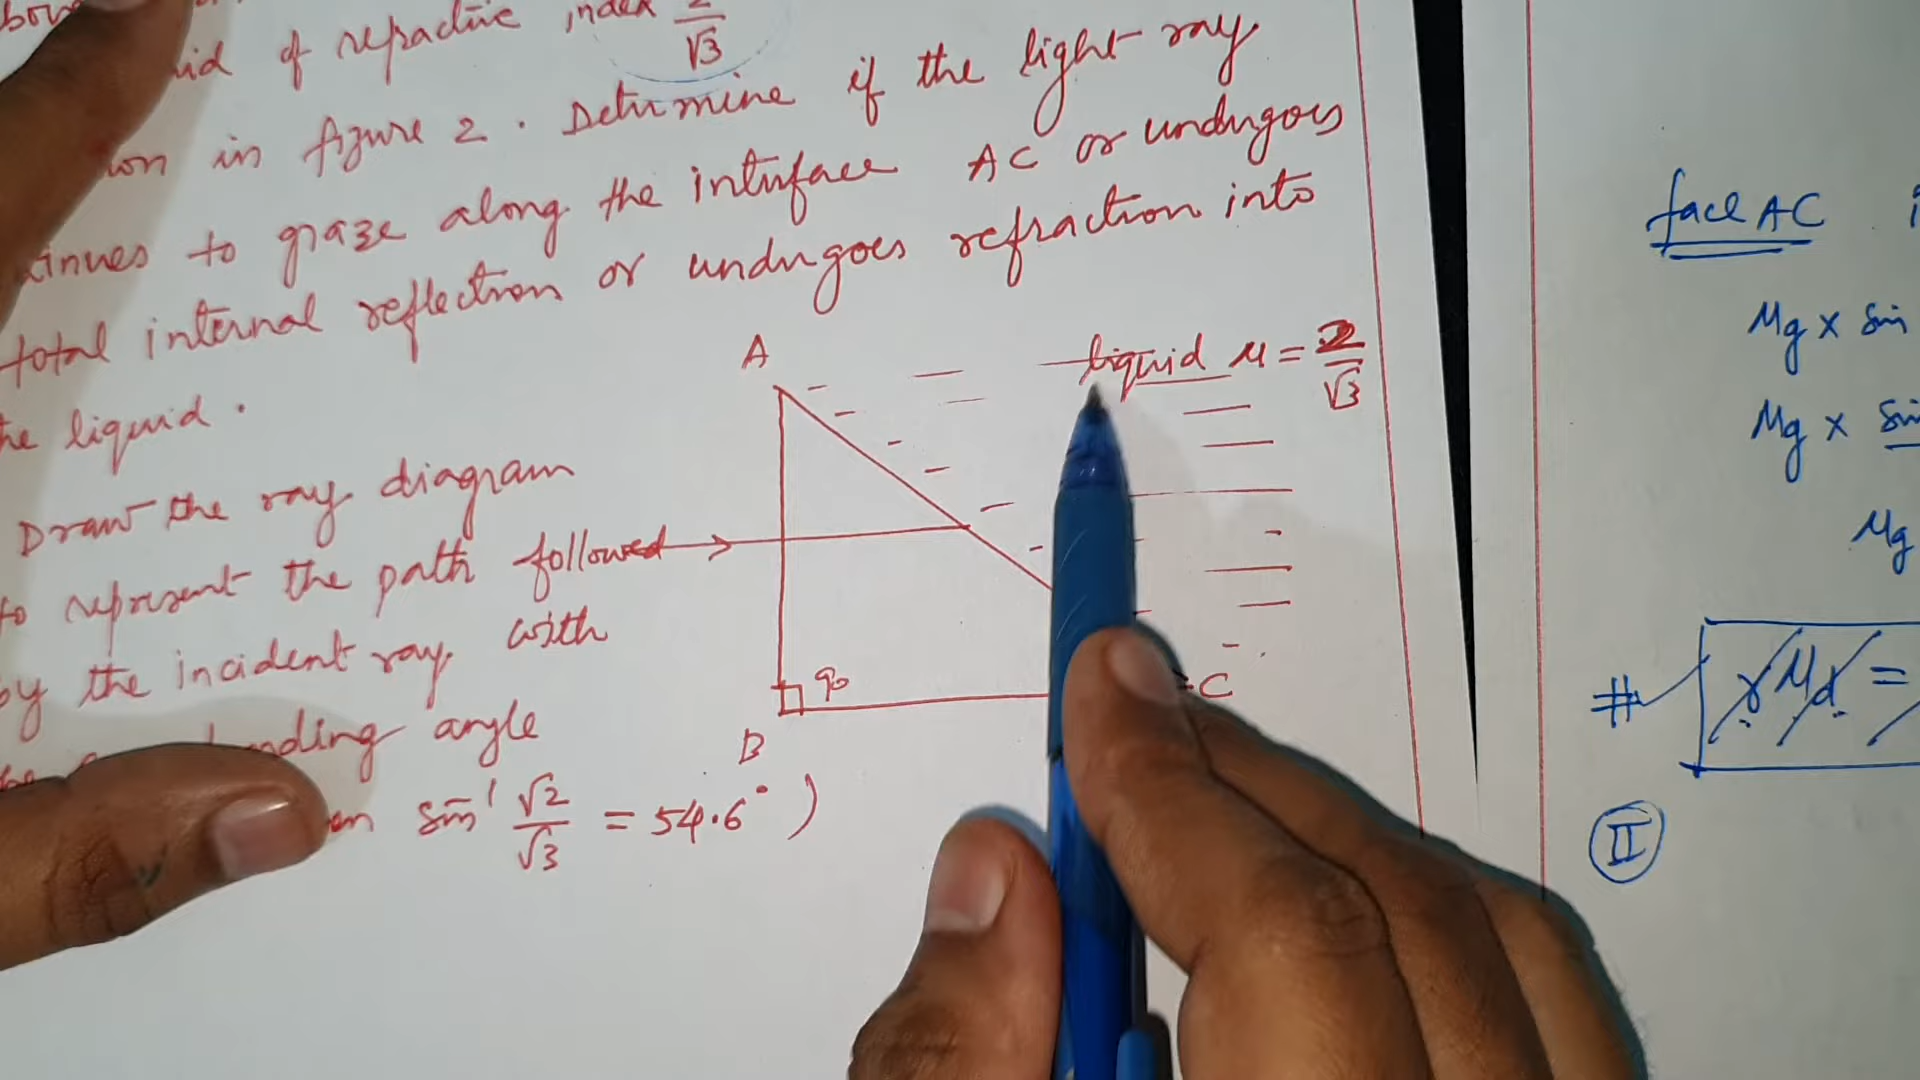 of refractive index 2/√3
in figure 2. Determine if the light ray
to graze along the interface AC or undergoes
total internal reflection or undergoes refraction into
liquid.
Draw the ray diagram
to represent the path followed
by the incident ray with
angle
sin⁻¹ √2/√3 = 54.6°)
A
liquid μ = 2/√3
90
B
C
face AC
μg × sin
μg ×
μg
#
II